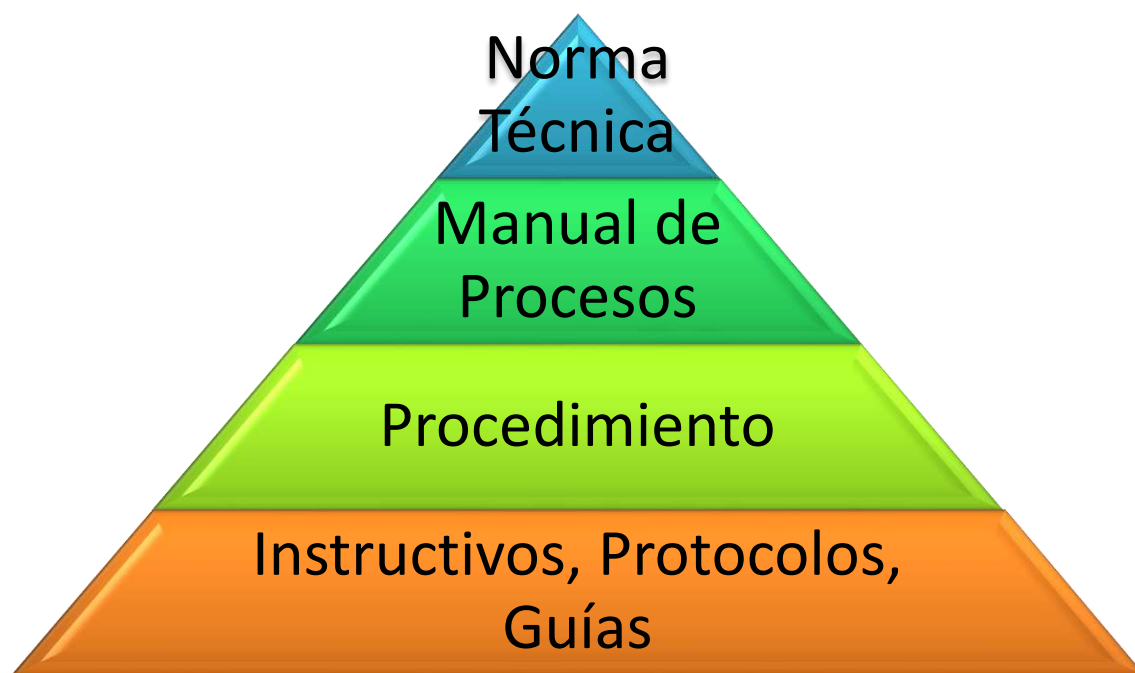 Norma
Técnica
Manual de
Procesos
Procedimiento
Instructivos, Protocolos,
Guías